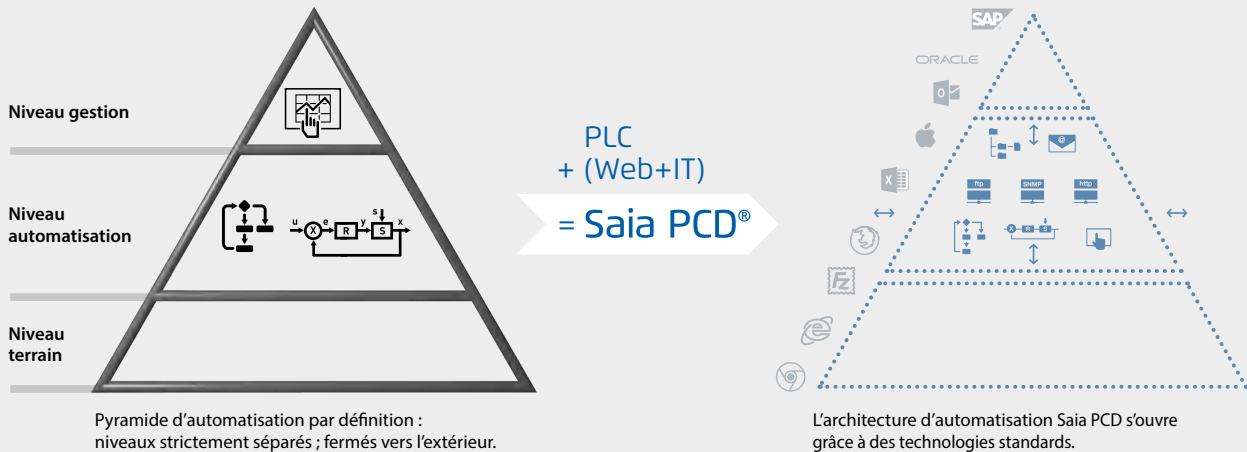 Niveau gestion
Niveau
automatisation
Niveau
terrain
u
X
e
R
y
s
S
x
Pyramide d’automatisation par définition :
niveaux strictement séparés ; fermés vers l’extérieur.
PLC
+ (Web+IT)
= Saia PCD®
SAP
ORACLE
O
X
FZ
@
ftp
SNMP
http
X
R
S
L’architecture d’automatisation Saia PCD s’ouvre
grâce à des technologies standards.